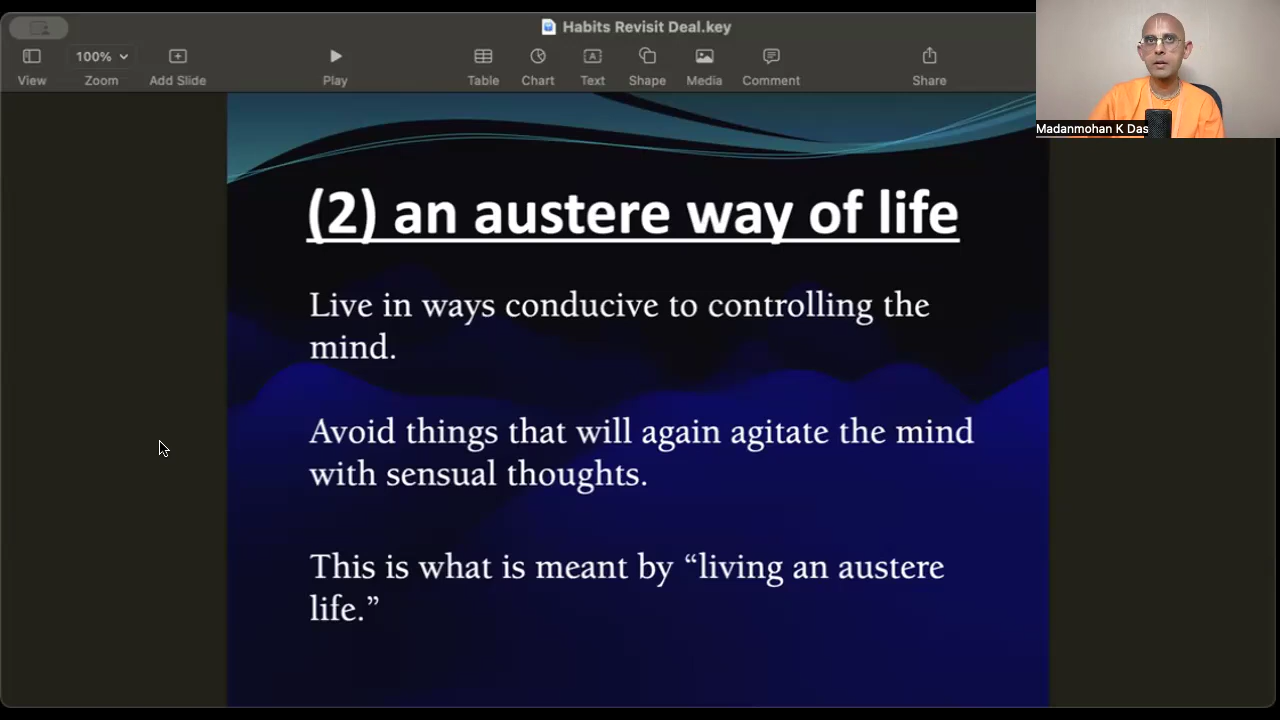 Habits Revisit Deal.key
100%
View
Zoom
Add Slide
Play
Table
Chart
Text
Shape
Media
Comment
Share
Madanmohan K Das
(2) an austere way of life
Live in ways conducive to controlling the
mind.
Avoid things that will again agitate the mind
with sensual thoughts.
This is what is meant by “living an austere
life.”